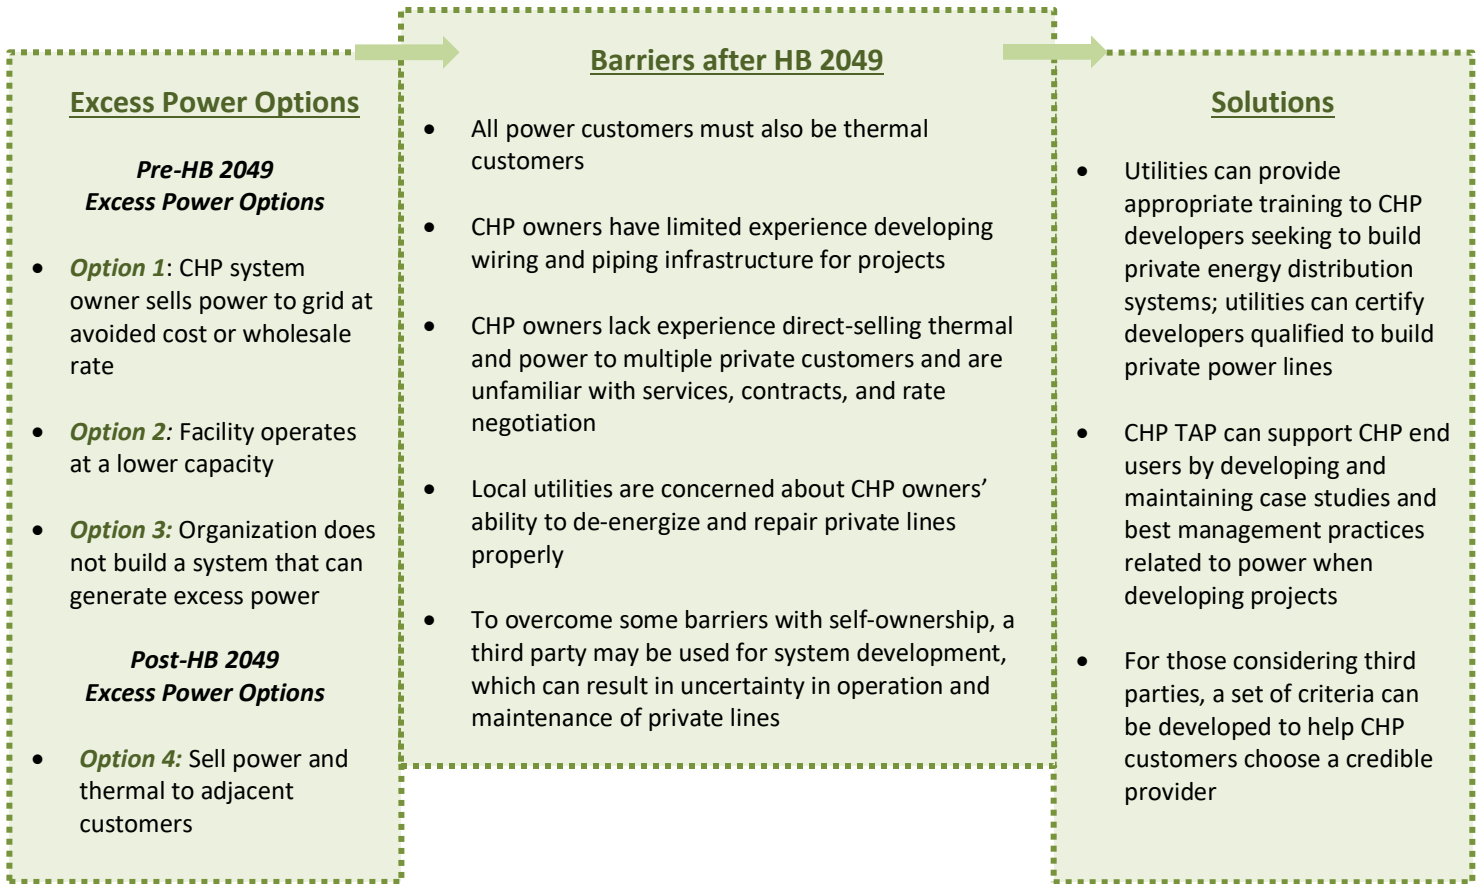 Excess Power Options
Pre-HB 2049
Excess Power Options
• Option 1: CHP system
owner sells power to grid at
avoided cost or wholesale
rate
• Option 2: Facility operates
at a lower capacity
• Option 3: Organization does
not build a system that can
generate excess power
Post-HB 2049
Excess Power Options
• Option 4: Sell power and
thermal to adjacent
customers
Barriers after HB 2049
• All power customers must also be thermal
customers
• CHP owners have limited experience developing
wiring and piping infrastructure for projects
• CHP owners lack experience direct-selling thermal
and power to multiple private customers and are
unfamiliar with services, contracts, and rate
negotiation
• Local utilities are concerned about CHP owners’
ability to de-energize and repair private lines
properly
• To overcome some barriers with self-ownership, a
third party may be used for system development,
which can result in uncertainty in operation and
maintenance of private lines
Solutions
• Utilities can provide
appropriate training to CHP
developers seeking to build
private energy distribution
systems; utilities can certify
developers qualified to build
private power lines
• CHP TAP can support CHP end
users by developing and
maintaining case studies and
best management practices
related to power when
developing projects
• For those considering third
parties, a set of criteria can
be developed to help CHP
customers choose a credible
provider